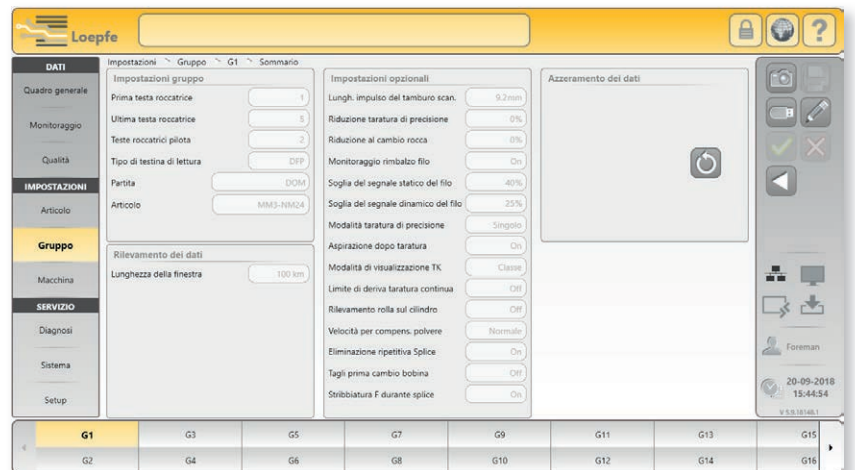 Loepfe
?
DATI
Quadro generale
Monitoraggio
Qualità
IMPOSTAZIONI
Articolo
Gruppo
Macchina
SERVIZIO
Diagnosi
Sistema
Setup
Impostazioni > Gruppo > G1 > Sommario
Impostazioni gruppo
Prima testa roccatrice 1
Ultima testa roccatrice 5
Teste roccatrici pilota 2
Tipo di testina di lettura DFP
Partita DOM
Articolo MM3-NM24
Rilevamento dei dati
Lunghezza della finestra 100 km
Impostazioni opzionali
Lungh. impulso del tamburo scan. 9.2mm
Riduzione taratura di precisione 0%
Riduzione al cambio rocca 0%
Monitoraggio rimbalzo filo On
Soglia del segnale statico del filo 40%
Soglia del segnale dinamico del filo 25%
Modalità taratura di precisione Singolo
Aspirazione dopo taratura On
Modalità di visualizzazione TK Classe
Limite di deriva taratura continua Off
Rilevamento rolla sul cilindro Off
Velocità per compens. polvere Normale
Eliminazione ripetitiva Splice On
Tagli prima cambio bobina Off
Stribbiatura F durante splice On
Azzeramento dei dati
Foreman
20-09-2018
15:44:54
V 5.9.18148.1
G1 G3 G5 G7 G9 G11 G13 G15
G2 G4 G6 G8 G10 G12 G14 G16